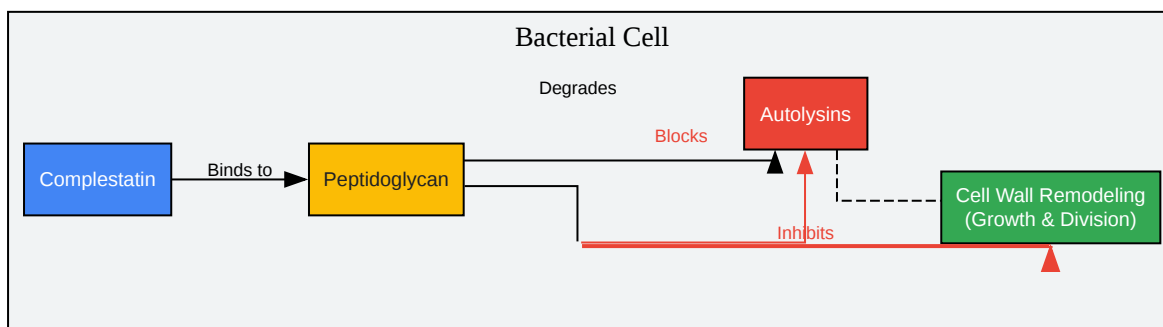 Bacterial Cell
Degrades
Autolysins
Blocks
Complestatin
Binds to
Peptidoglycan
Cell Wall Remodeling
(Growth & Division)
Inhibits